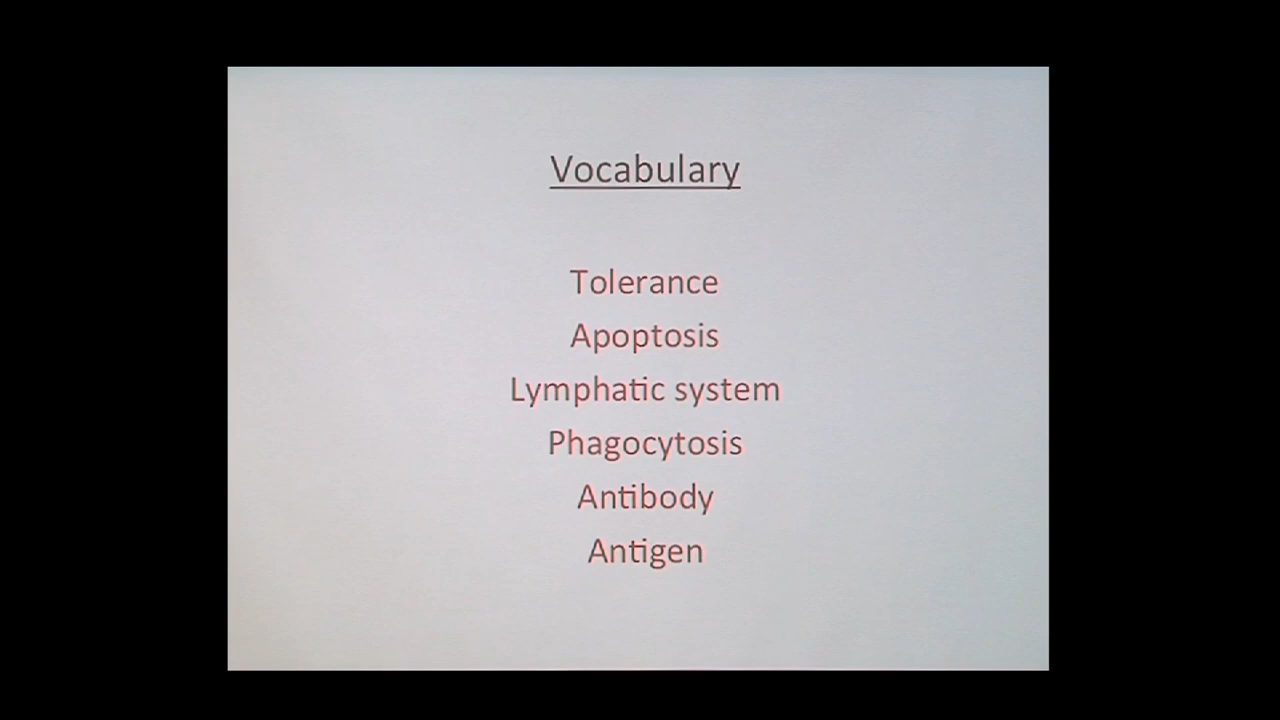 Vocabulary
Tolerance
Apoptosis
Lymphatic system
Phagocytosis
Antibody
Antigen